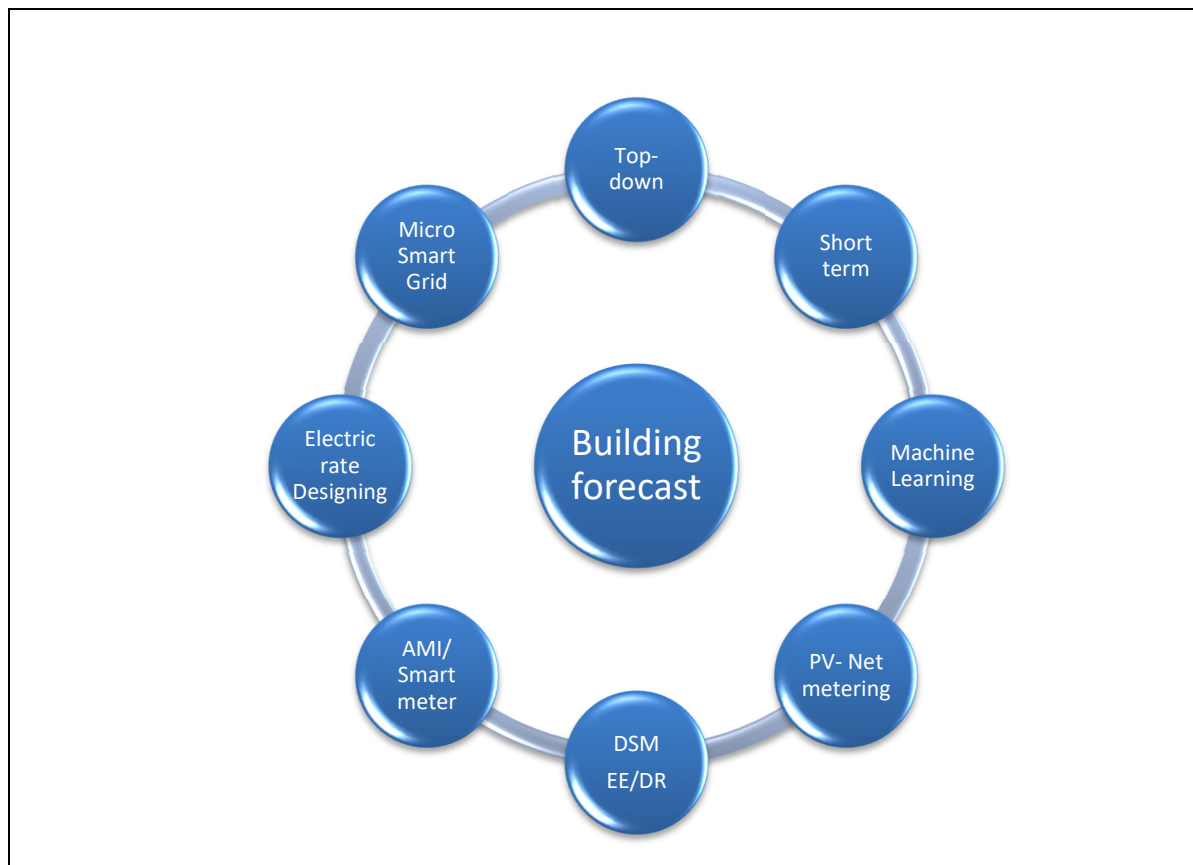 Top-
down
Short
term
Machine
Learning
PV- Net
metering
DSM
EE/DR
AMI/
Smart
meter
Electric
rate
Designing
Micro
Smart
Grid
Building
forecast